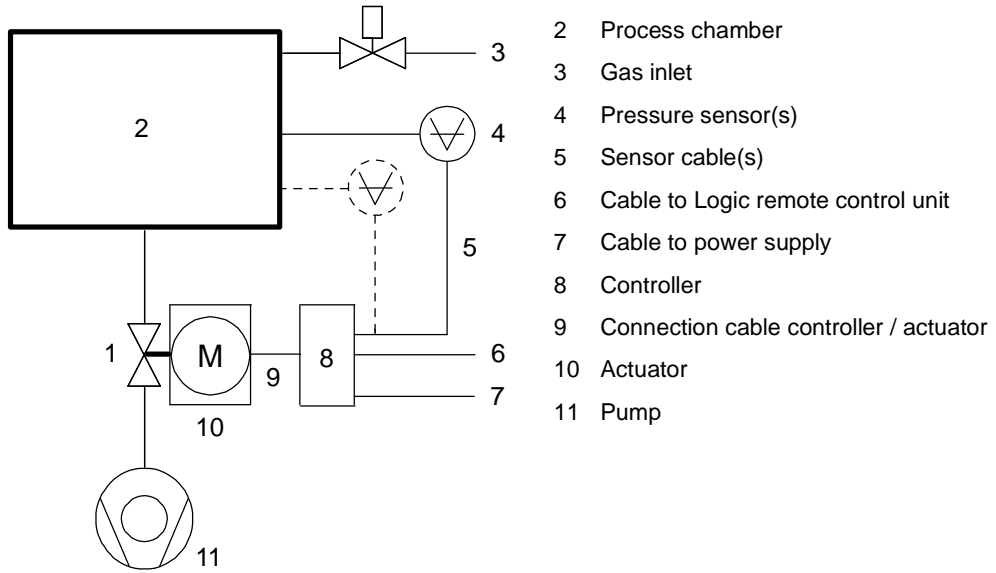 2 Process chamber
3 Gas inlet
4 Pressure sensor(s)
5 Sensor cable(s)
6 Cable to Logic remote control unit
7 Cable to power supply
8 Controller
9 Connection cable controller / actuator
10 Actuator
11 Pump
3
2
4
5
1
M
9
8
6
7
10
11